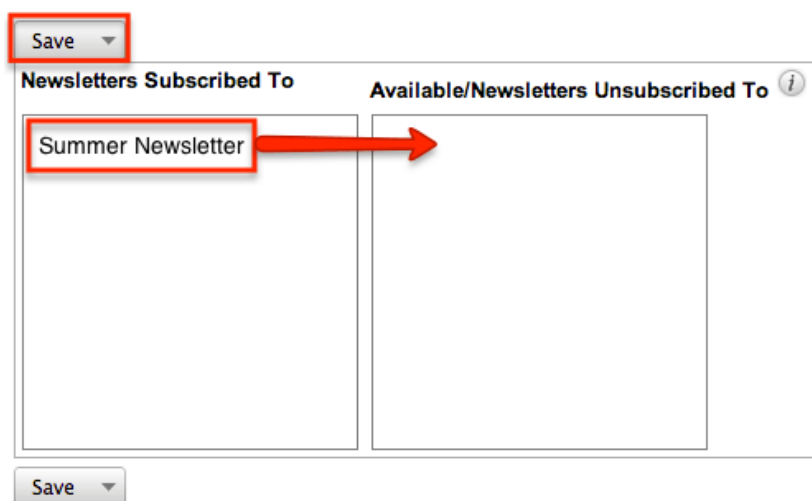 Save
Newsletters Subscribed To
Available/Newsletters Unsubscribed To i
Summer Newsletter
Save